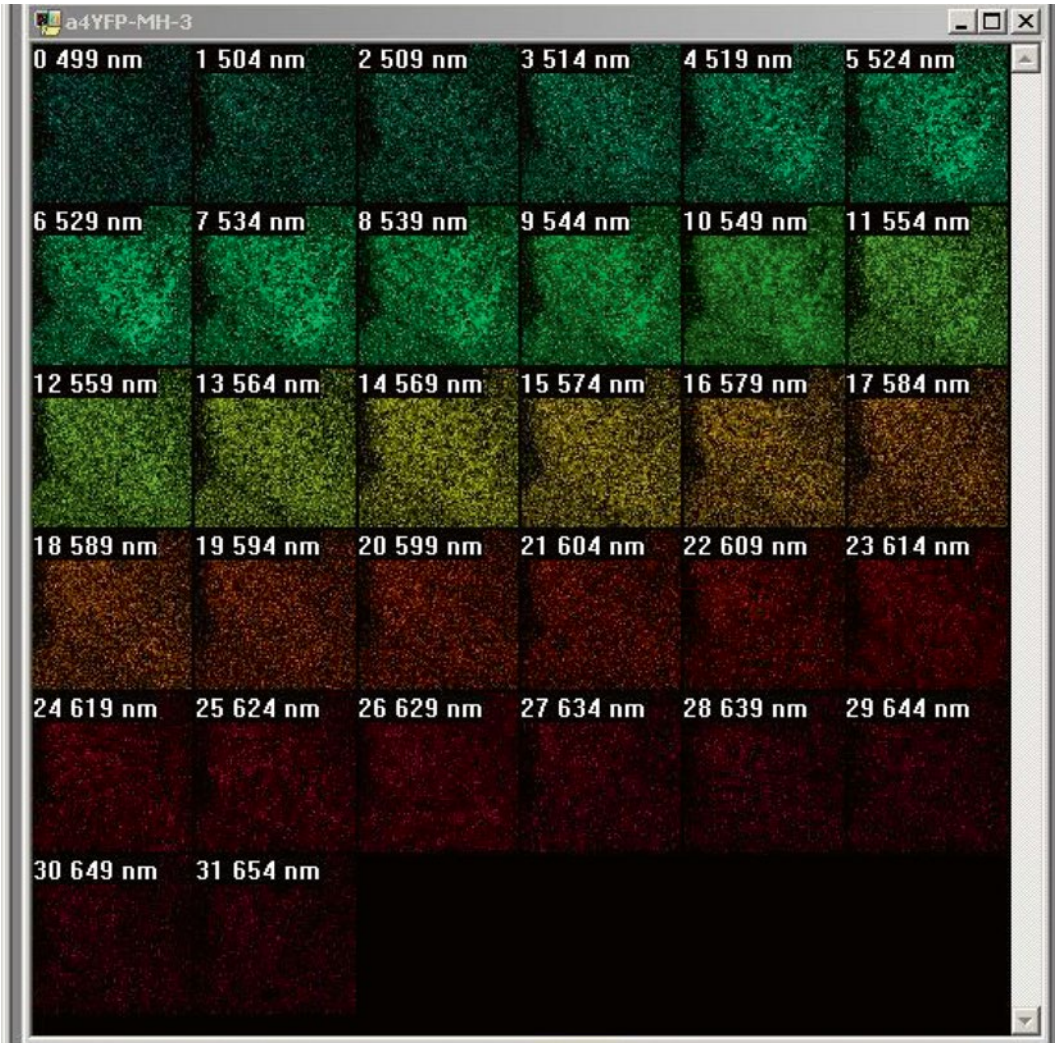 a4YFP-MH-3
0 499 nm 1 504 nm 2 509 nm 3 514 nm 4 519 nm 5 524 nm
6 529 nm 7 534 nm 8 539 nm 9 544 nm 10 549 nm 11 554 nm
12 559 nm 13 564 nm 14 569 nm 15 574 nm 16 579 nm 17 584 nm
18 589 nm 19 594 nm 20 599 nm 21 604 nm 22 609 nm 23 614 nm
24 619 nm 25 624 nm 26 629 nm 27 634 nm 28 639 nm 29 644 nm
30 649 nm 31 654 nm